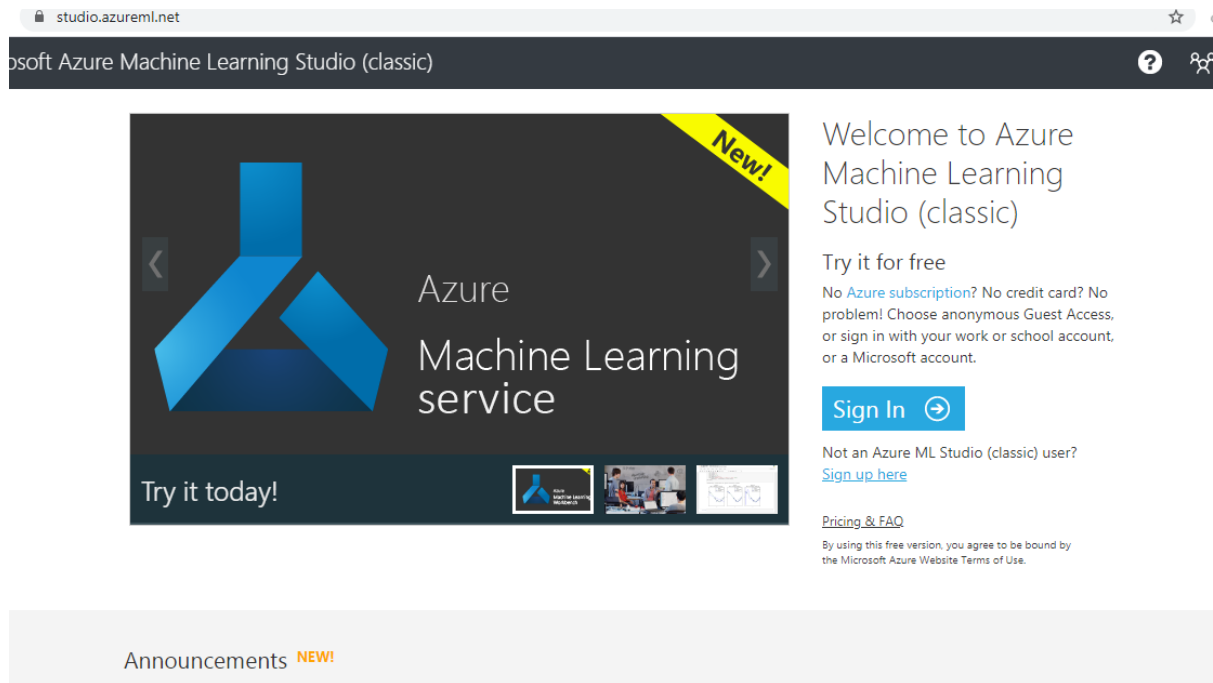 studio.azureml.net
osoft Azure Machine Learning Studio (classic)
New!
Azure
Machine Learning
service
Try it today!
Azure
Machine Learning
Workbench
Welcome to Azure
Machine Learning
Studio (classic)
Try it for free
No Azure subscription? No credit card? No
problem! Choose anonymous Guest Access,
or sign in with your work or school account,
or a Microsoft account.
Sign In
Not an Azure ML Studio (classic) user?
Sign up here
Pricing & FAQ
By using this free version, you agree to be bound by
the Microsoft Azure Website Terms of Use.
Announcements NEW!